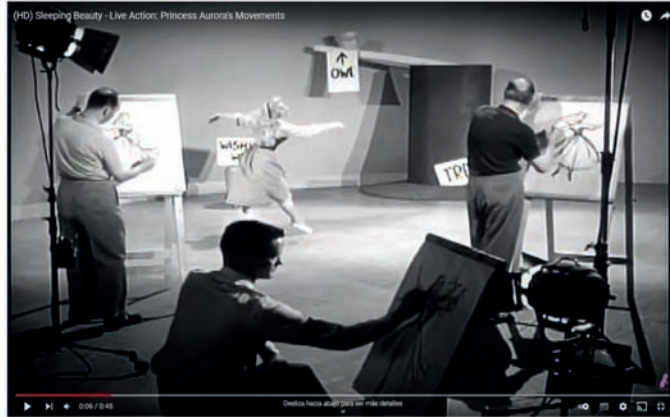 (HD) Sleeping Beauty - Live Action: Princess Aurora's Movements
↑
OWL
WISHI
W
TRE
0:06 / 0:45
Desliza hacia abajo para ver más detalles